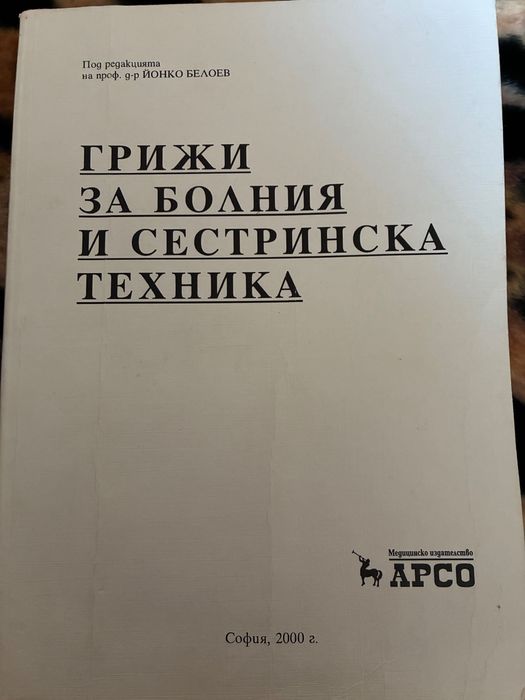 Под редакцията
на проф. д-р ЙОНКО БЕЛОЕВ
ГРИЖИ
ЗА БОЛНИЯ
И СЕСТРИНСКА
ТЕХНИКА
Медицинско издателство
АРСО
София, 2000 г.